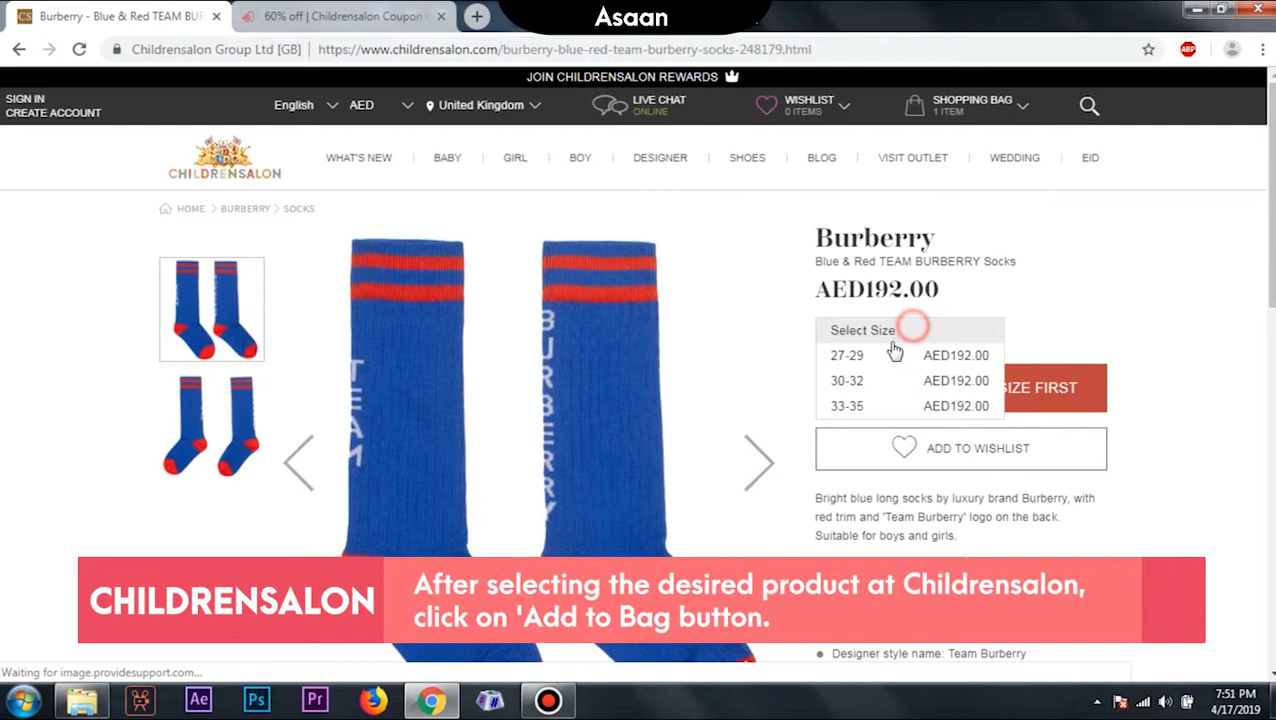 Asaan
Burberry - Blue & Red TEAM BUR
60% off | Childrensalon Coupon
Childrensalon Group Ltd [GB] | https://www.childrensalon.com/burberry-blue-red-team-burberry-socks-248179.html
ABP
JOIN CHILDRENSALON REWARDS
SIGN IN
CREATE ACCOUNT
English
AED
United Kingdom
LIVE CHAT
ONLINE
WISHLIST
0 ITEMS
SHOPPING BAG
1 ITEM
CHILDRENSALON
WHAT'S NEW
BABY
GIRL
BOY
DESIGNER
SHOES
BLOG
VISIT OUTLET
WEDDING
EID
HOME > BURBERRY > SOCKS
Burberry
Blue & Red TEAM BURBERRY Socks
AED192.00
Select Size
27-29 AED192.00
30-32 AED192.00
33-35 AED192.00
SIZE FIRST
ADD TO WISHLIST
TEAM
BURBERRY
Bright blue long socks by luxury brand Burberry, with
red trim and 'Team Burberry' logo on the back.
Suitable for boys and girls.
CHILDRENSALON
After selecting the desired product at Childrensalon,
click on 'Add to Bag button.
Designer style name: Team Burberry
Waiting for image.providesupport.com...
Ae
Ps
Pr
7:51 PM
4/17/2019